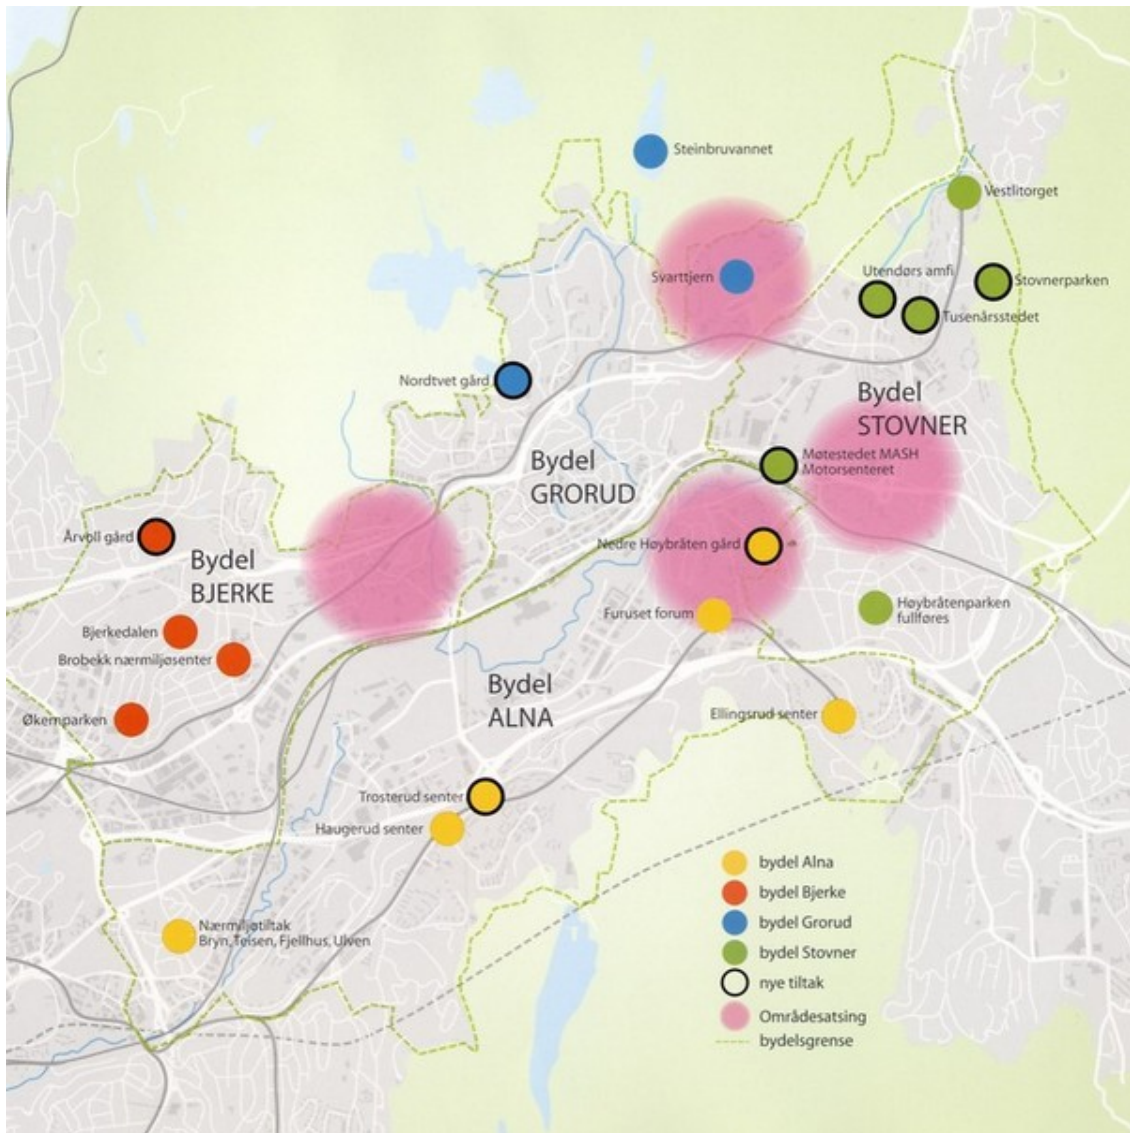 Steinbruvannet
Vestlitorget
Svarttjern
Utendørs amfi
Stovnerparken
Tusenårsstedet
Nordtvet gård
Bydel
STOVNER
Bydel
GRORUD
Møtestedet MASH
Motorsenteret
Årvoll gård
Nedre Høybråten gård
Bydel
BJERKE
Furuset forum
Høybråtenparken
fullføres
Bjerkedalen
Brobekk nærmiljøsenter
Bydel
ALNA
Økernparken
Ellingsrud senter
Trosterud senter
Haugerud senter
Nærmiljøtiltak
Bryn, Teisen, Fjellhus, Ulven
bydel Alna
bydel Bjerke
bydel Grorud
bydel Stovner
nye tiltak
Områdesatsing
bydelsgrense